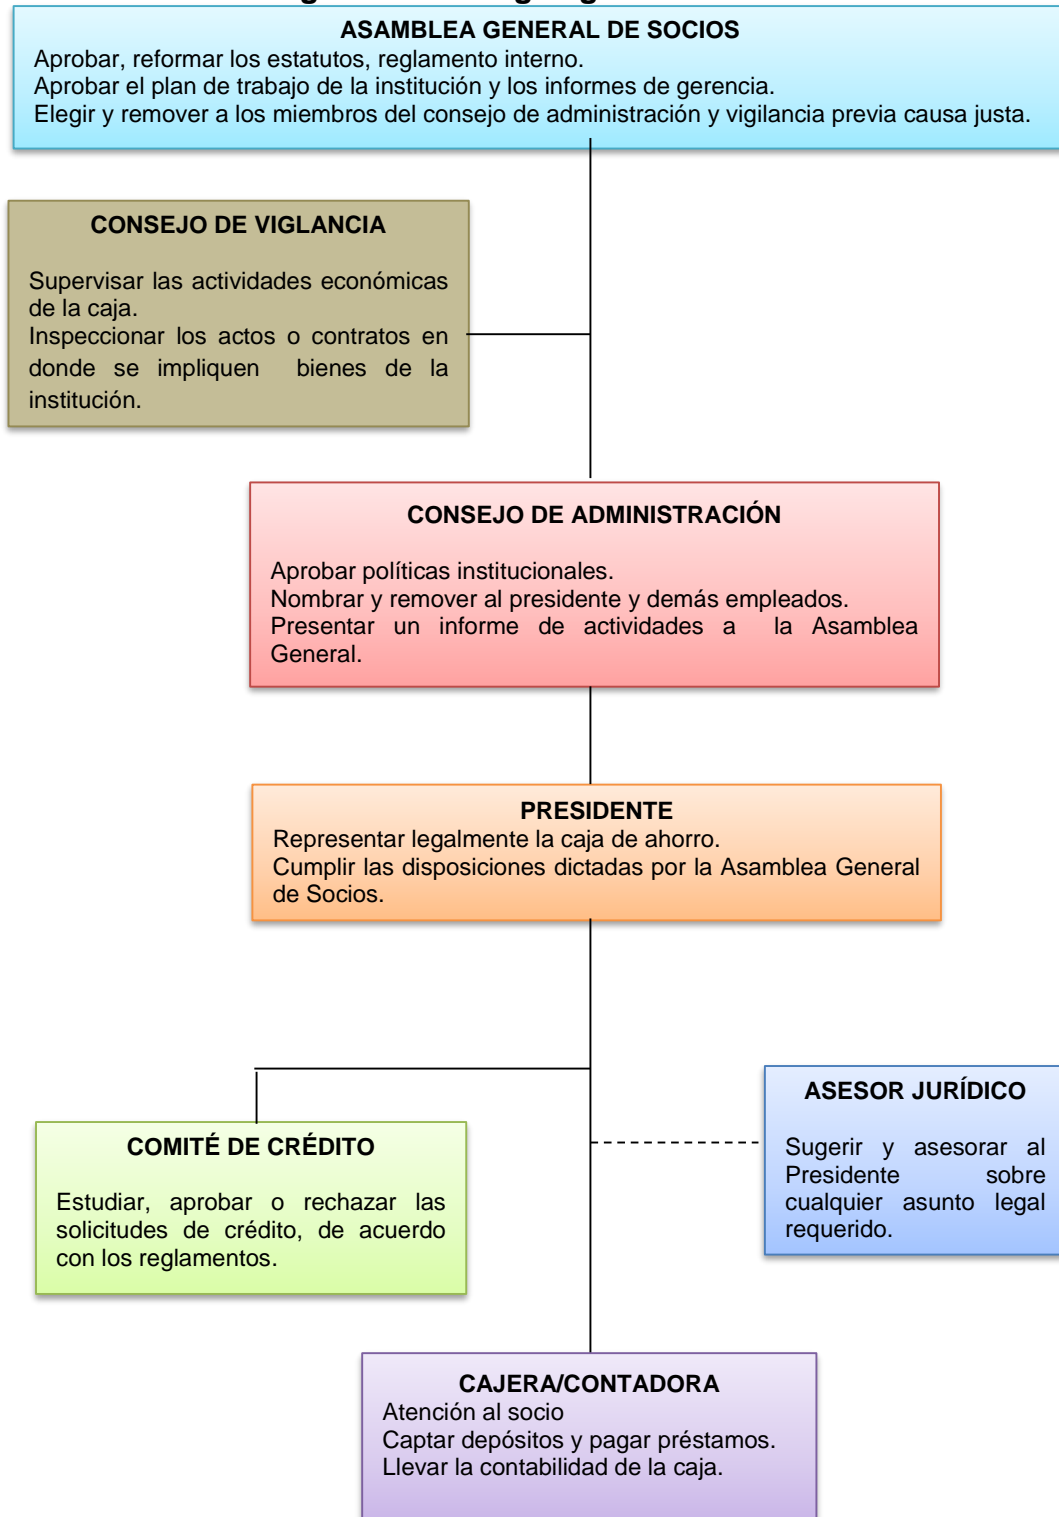 ASAMBLEA GENERAL DE SOCIOS
Aprobar, reformar los estatutos, reglamento interno.
Aprobar el plan de trabajo de la institución y los informes de gerencia.
Elegir y remover a los miembros del consejo de administración y vigilancia previa causa justa.
CONSEJO DE VIGLANCIA
Supervisar las actividades económicas
de la caja.
Inspeccionar los actos o contratos en
donde se impliquen bienes de la
institución.
CONSEJO DE ADMINISTRACIÓN
Aprobar políticas institucionales.
Nombrar y remover al presidente y demás empleados.
Presentar un informe de actividades a la Asamblea
General.
PRESIDENTE
Representar legalmente la caja de ahorro.
Cumplir las disposiciones dictadas por la Asamblea General
de Socios.
ASESOR JURÍDICO
Sugerir y asesorar al
Presidente sobre
cualquier asunto legal
requerido.
COMITÉ DE CRÉDITO
Estudiar, aprobar o rechazar las
solicitudes de crédito, de acuerdo
con los reglamentos.
CAJERA/CONTADORA
Atención al socio
Captar depósitos y pagar préstamos.
Llevar la contabilidad de la caja.